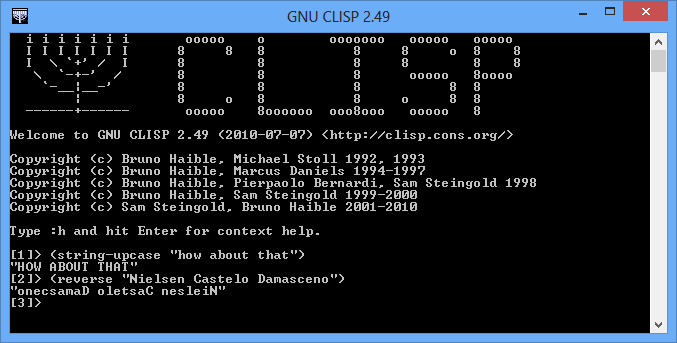 GNU CLISP 2.49
Welcome to GNU CLISP 2.49 (2010-07-07) <http://clisp.cons.org/>
Copyright (c) Bruno Haible, Michael Stoll 1992, 1993
Copyright (c) Bruno Haible, Marcus Daniels 1994-1997
Copyright (c) Bruno Haible, Pierpaolo Bernardi, Sam Steingold 1998
Copyright (c) Bruno Haible, Sam Steingold 1999-2000
Copyright (c) Sam Steingold, Bruno Haible 2001-2010
Type :h and hit Enter for context help.
[1]> (string-upcase "how about that")
"HOW ABOUT THAT"
[2]> (reverse "Nielsen Castelo Damasceno")
"onecsamaD oletsaC nesleiN"
[3]>